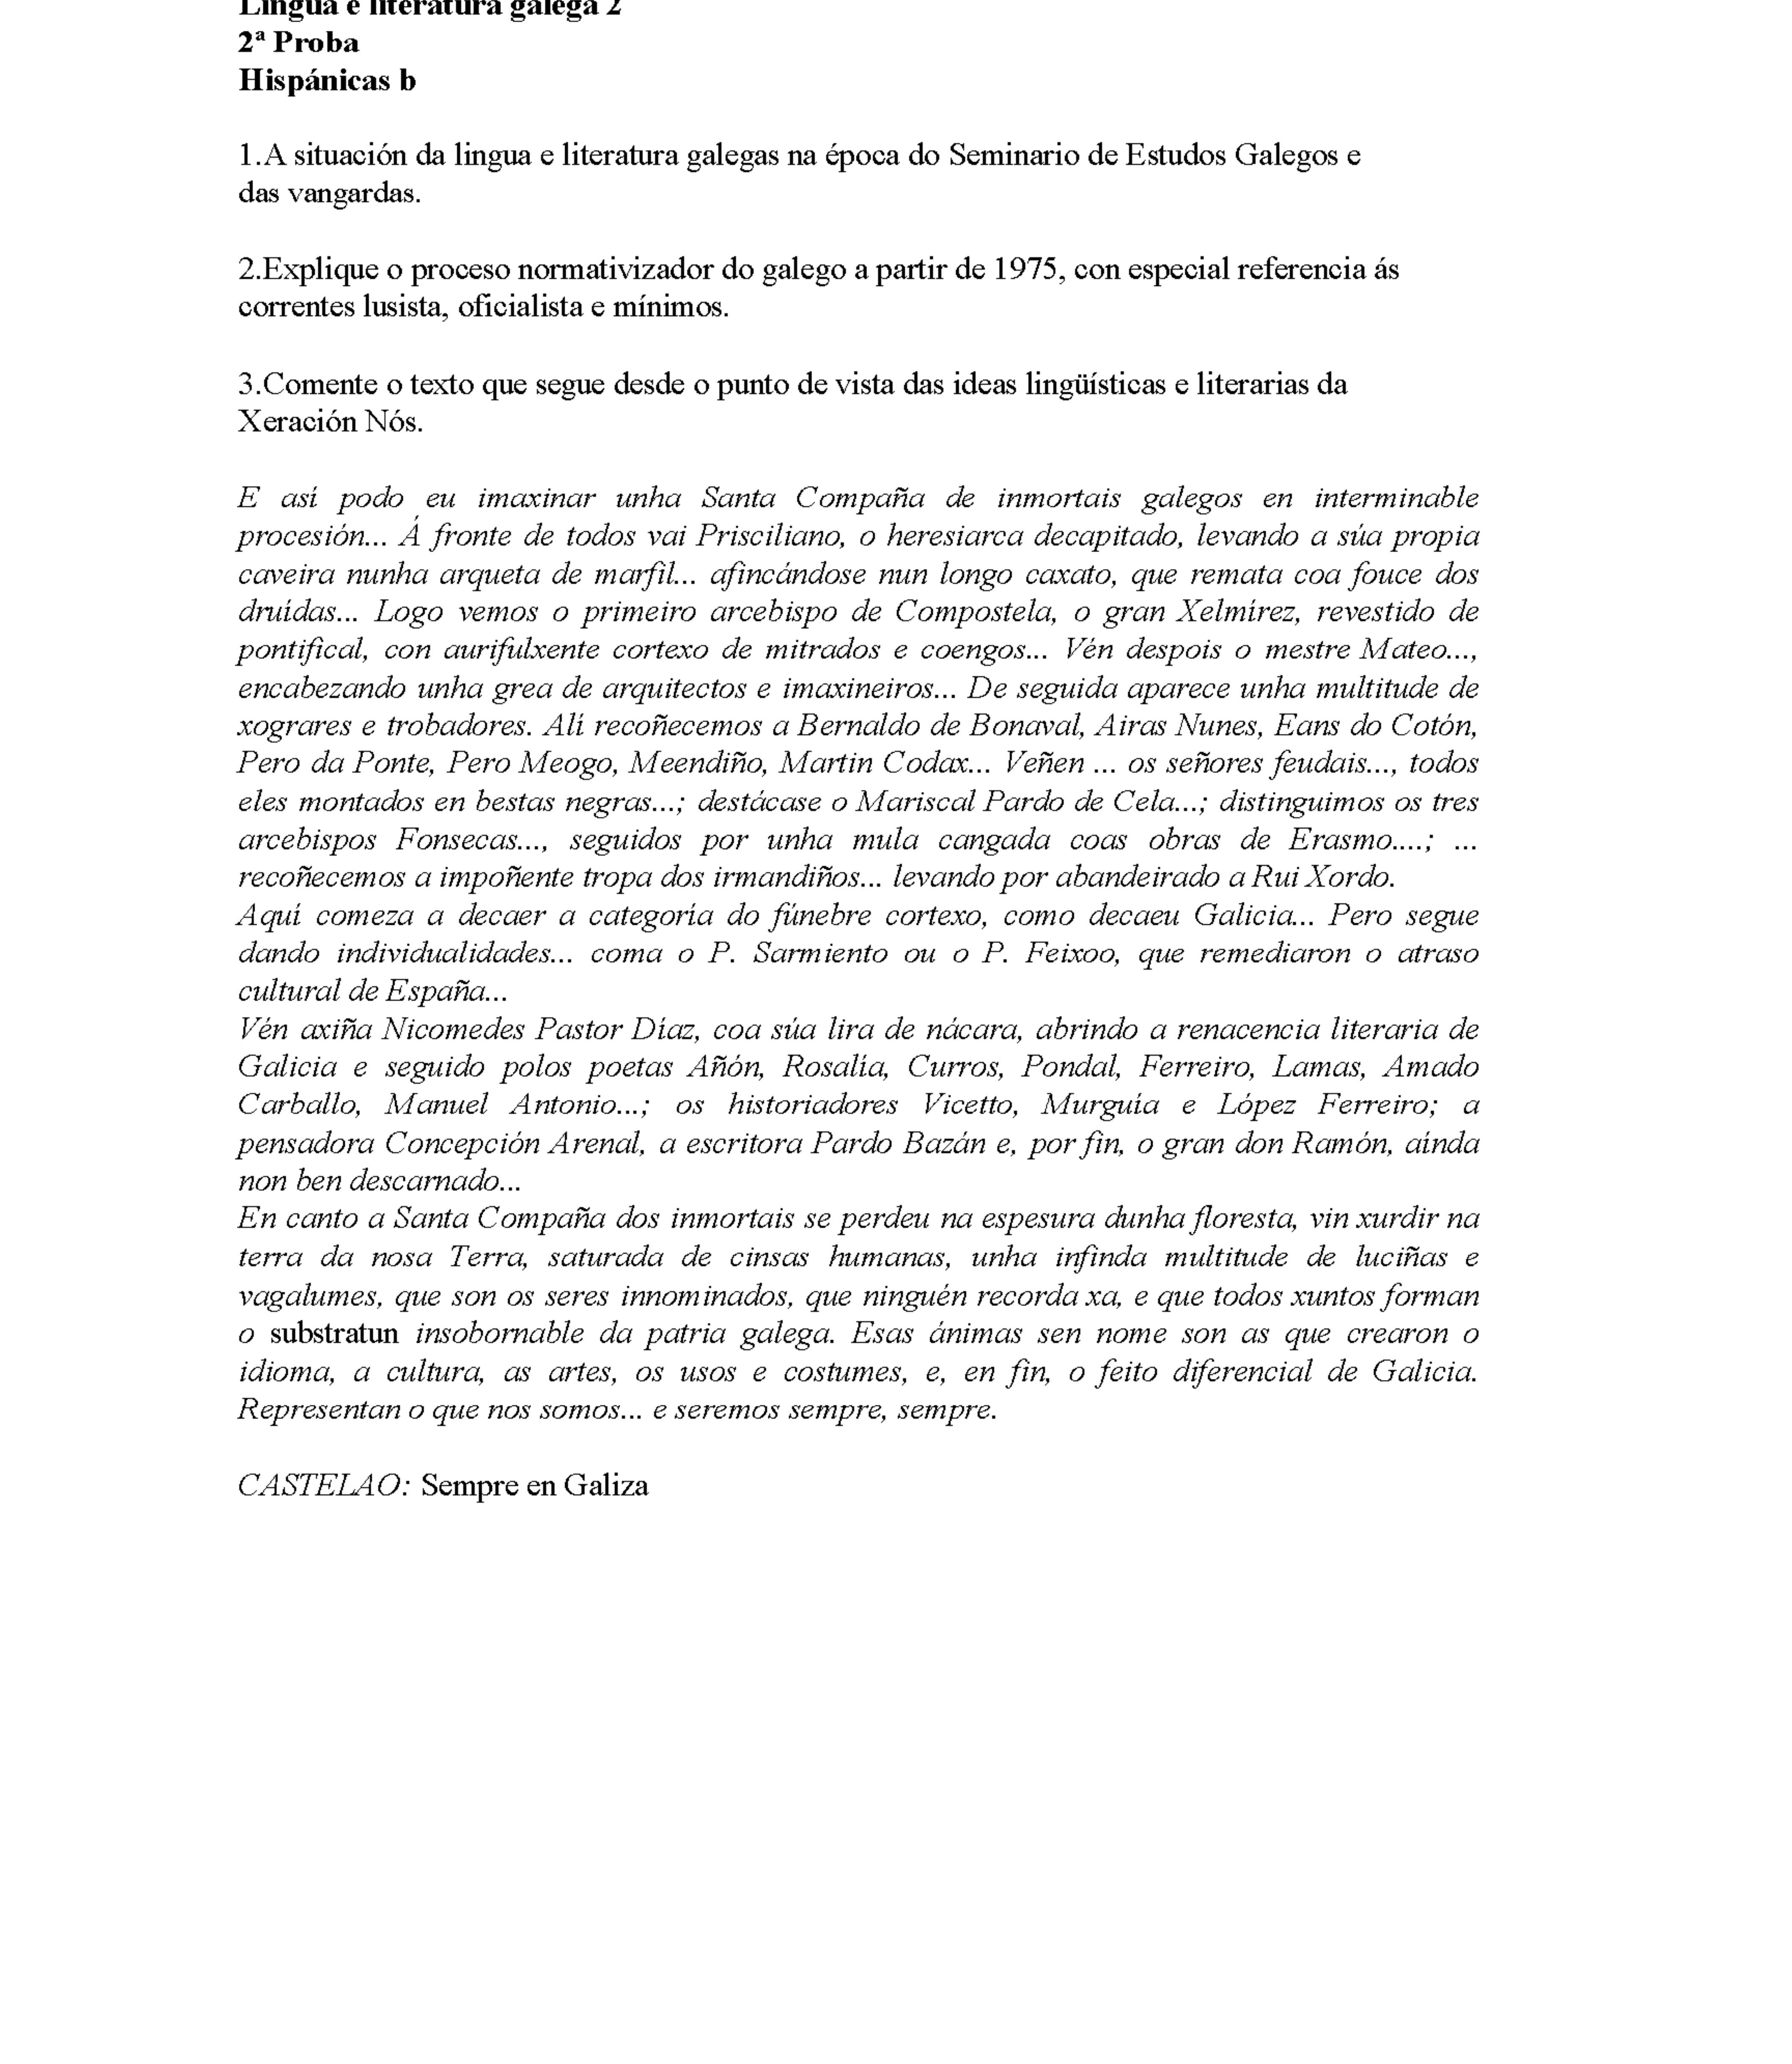 Lingua e literatura galega 2
2ª Proba
Hispánicas b
1.A situación da lingua e literatura galegas na época do Seminario de Estudos Galegos e
das vangardas.
2.Explique o proceso normativizador do galego a partir de 1975, con especial referencia ás
correntes lusista, oficialista e mínimos.
3.Comente o texto que segue desde o punto de vista das ideas lingüísticas e literarias da
Xeración Nós.
E así podo eu imaxinar unha Santa Compaña de inmortais galegos en interminable
procesión... Á fronte de todos vai Prisciliano, o heresiarca decapitado, levando a súa propia
caveira nunha arqueta de marfil... afincándose nun longo caxato, que remata coa fouce dos
druídas... Logo vemos o primeiro arcebispo de Compostela, o gran Xelmírez, revestido de
pontifical, con aurifulxente cortexo de mitrados e coengos... Vén despois o mestre Mateo...,
encabezando unha grea de arquitectos e imaxineiros... De seguida aparece unha multitude de
xograres e trobadores. Alí recoñecemos a Bernaldo de Bonaval, Airas Nunes, Eans do Cotón,
Pero da Ponte, Pero Meogo, Meendiño, Martin Codax... Veñen ... os señores feudais..., todos
eles montados en bestas negras...; destácase o Mariscal Pardo de Cela...; distinguimos os tres
arcebispos Fonsecas..., seguidos por unha mula cangada coas obras de Erasmo....; ...
recoñecemos a impoñente tropa dos irmandiños... levando por abandeirado a Rui Xordo.
Aquí comeza a decaer a categoría do fúnebre cortexo, como decaeu Galicia... Pero segue
dando individualidades... coma o P. Sarmiento ou o P. Feixoo, que remediaron o atraso
cultural de España...
Vén axiña Nicomedes Pastor Díaz, coa súa lira de nácara, abrindo a renacencia literaria de
Galicia e seguido polos poetas Añón, Rosalía, Curros, Pondal, Ferreiro, Lamas, Amado
Carballo, Manuel Antonio...; os historiadores Vicetto, Murguía e López Ferreiro; a
pensadora Concepción Arenal, a escritora Pardo Bazán e, por fin, o gran don Ramón, aínda
non ben descarnado...
En canto a Santa Compaña dos inmortais se perdeu na espesura dunha floresta, vin xurdir na
terra da nosa Terra, saturada de cinsas humanas, unha infinda multitude de luciñas e
vagalumes, que son os seres innominados, que ninguén recorda xa, e que todos xuntos forman
o substratun insobornable da patria galega. Esas ánimas sen nome son as que crearon o
idioma, a cultura, as artes, os usos e costumes, e, en fin, o feito diferencial de Galicia.
Representan o que nos somos... e seremos sempre, sempre.
CASTELAO: Sempre en Galiza